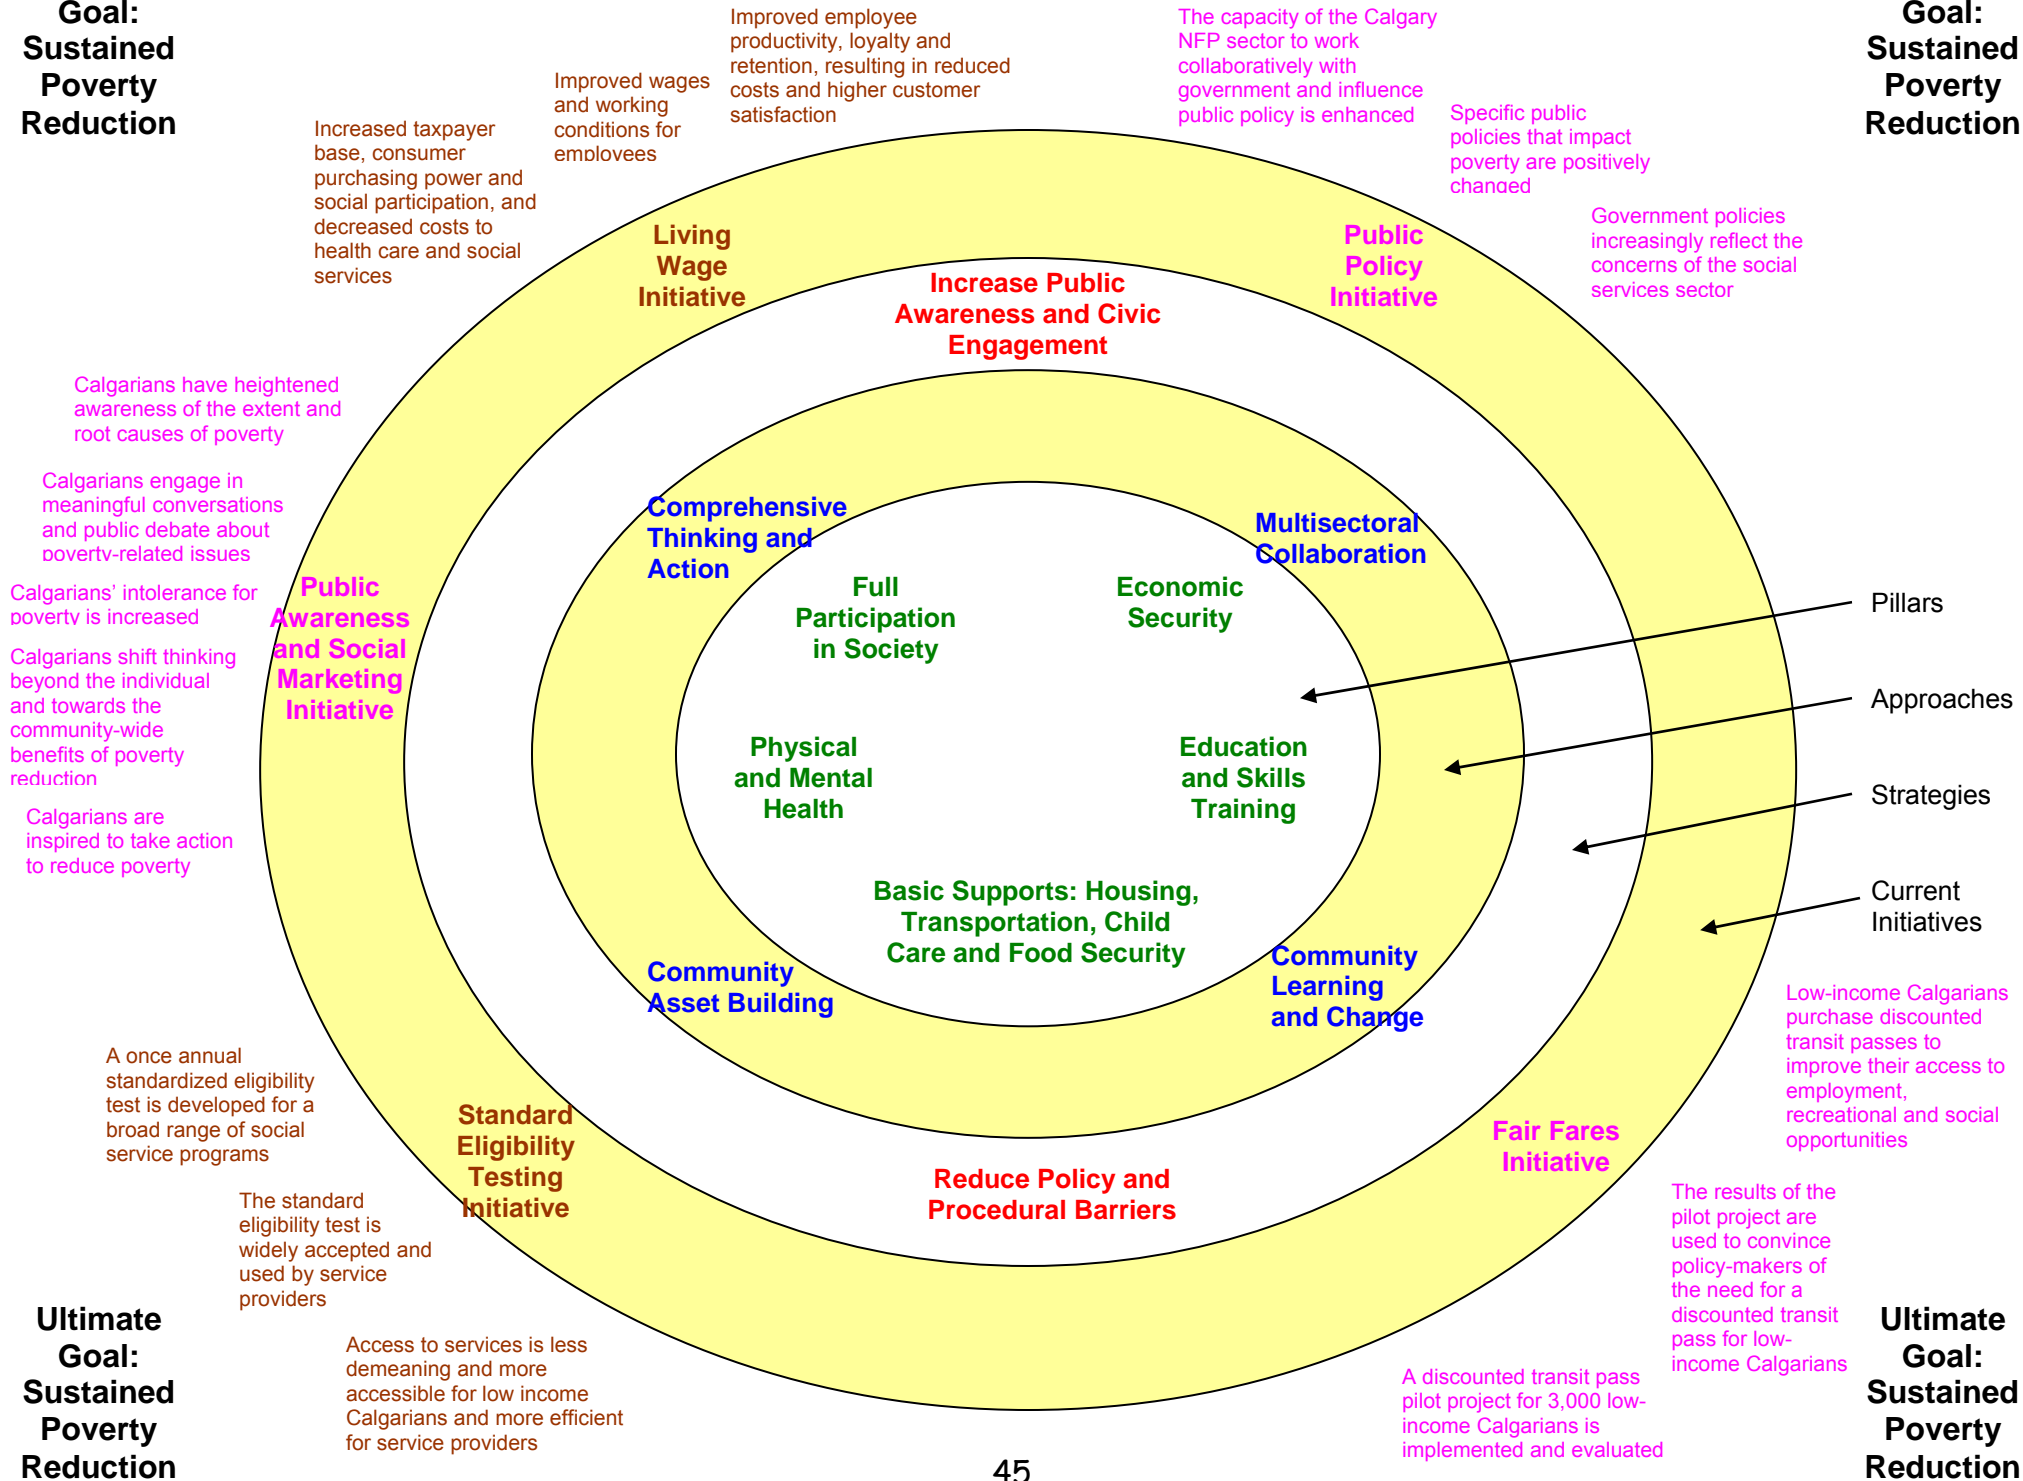 Goal:
Sustained
Poverty
Reduction
Improved employee
productivity, loyalty and
retention, resulting in reduced
costs and higher customer
satisfaction
The capacity of the Calgary
NFP sector to work
collaboratively with
government and influence
public policy is enhanced
Goal:
Sustained
Poverty
Reduction
Improved wages
and working
conditions for
employees
Specific public
policies that impact
poverty are positively
changed
Increased taxpayer
base, consumer
purchasing power and
social participation, and
decreased costs to
health care and social
services
Government policies
increasingly reflect the
concerns of the social
services sector
Living
Wage
Initiative
Public
Policy
Initiative
Increase Public
Awareness and Civic
Engagement
Calgarians have heightened
awareness of the extent and
root causes of poverty
Calgarians engage in
meaningful conversations
and public debate about
poverty-related issues
Calgarians' intolerance for
poverty is increased
Calgarians shift thinking
beyond the individual
and towards the
community-wide
benefits of poverty
reduction
Calgarians are
inspired to take action
to reduce poverty
Public
Awareness
and Social
Marketing
Initiative
Comprehensive
Thinking and
Action
Multisectoral
Collaboration
Full
Participation
in Society
Economic
Security
Physical
and Mental
Health
Education
and Skills
Training
Basic Supports: Housing,
Transportation, Child
Care and Food Security
Community
Asset Building
Community
Learning
and Change
Pillars
Approaches
Strategies
Current
Initiatives
Low-income Calgarians
purchase discounted
transit passes to
improve their access to
employment,
recreational and social
opportunities
A once annual
standardized eligibility
test is developed for a
broad range of social
service programs
Standard
Eligibility
Testing
Initiative
Fair Fares
Initiative
Reduce Policy and
Procedural Barriers
The standard
eligibility test is
widely accepted and
used by service
providers
The results of the
pilot project are
used to convince
policy-makers of
the need for a
discounted transit
pass for low-
income Calgarians
Access to services is less
demeaning and more
accessible for low income
Calgarians and more efficient
for service providers
A discounted transit pass
pilot project for 3,000 low-
income Calgarians is
implemented and evaluated
Ultimate
Goal:
Sustained
Poverty
Reduction
Ultimate
Goal:
Sustained
Poverty
Reduction
45